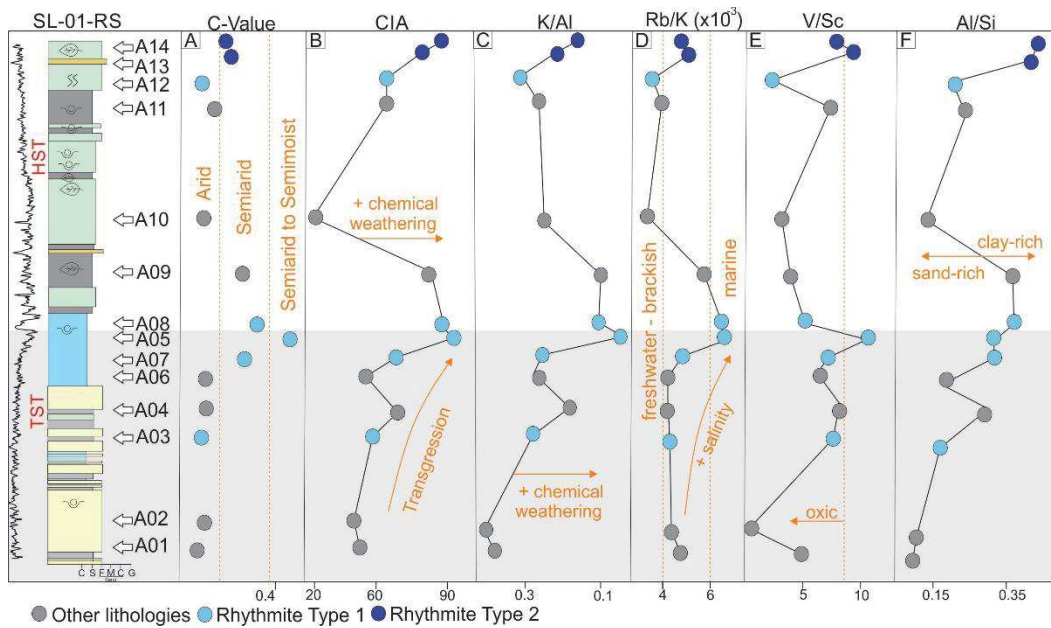 SL-01-RS C-Value CIA K/Al Rb/K (x10⁻³) V/Sc Al/Si
A B C D E F
A14
A13
A12
A11
A10
A09
A08
A05
A07
A06
A04
A03
A02
A01
HST
TST
Arid
Semiarid
Semiarid to Semimoist
+ chemical
weathering
Transgression
+ chemical
weathering
freshwater - brackish
marine
+ salinity
oxic
clay-rich
sand-rich
C S F M C G
Sand
0.4 20 60 90 0.3 0.1 4 6 5 10 0.15 0.35
Other lithologies Rhythmite Type 1 Rhythmite Type 2